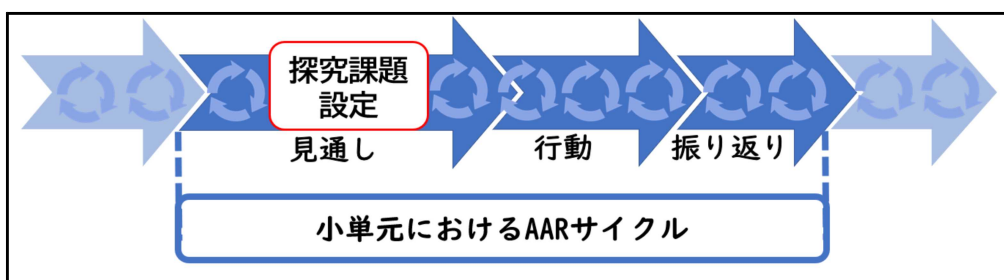 探究課題
設定
見通し
行動
振り返り
小単元におけるAARサイクル